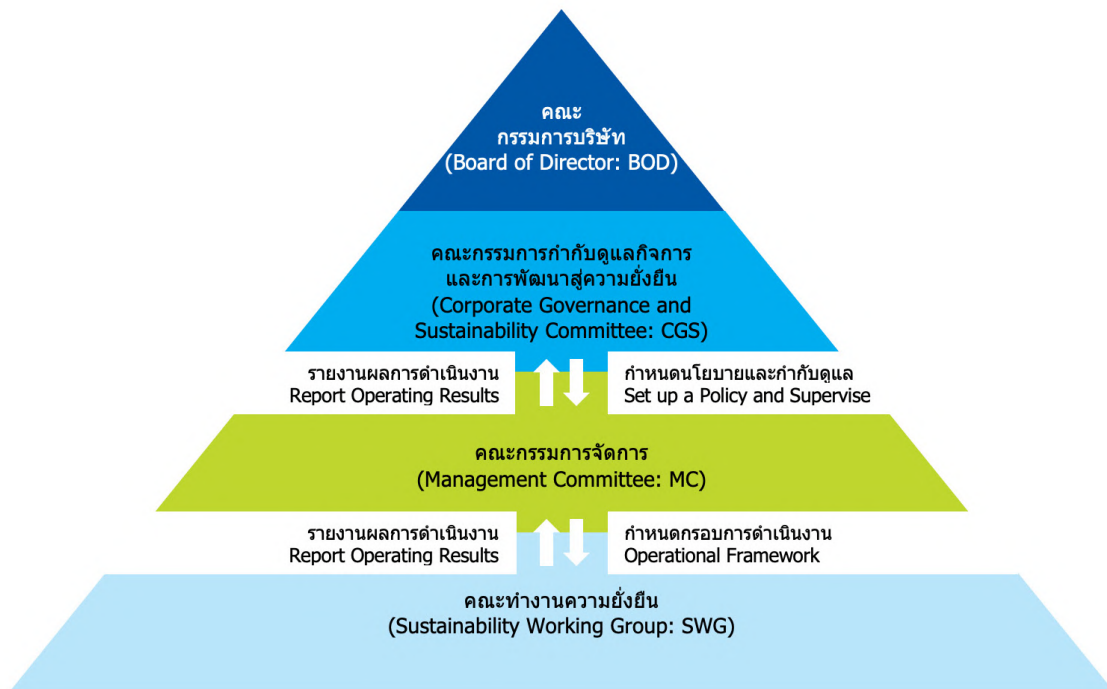 คณะ
กรรมการบริษัท
(Board of Director: BOD)
คณะกรรมการกำกับดูแลกิจการ
และการพัฒนาสู่ความยั่งยืน
(Corporate Governance and
Sustainability Committee: CGS)
รายงานผลการดำเนินงาน
Report Operating Results
กำหนดนโยบายและกำกับดูแล
Set up a Policy and Supervise
คณะกรรมการจัดการ
(Management Committee: MC)
รายงานผลการดำเนินงาน
Report Operating Results
กำหนดกรอบการดำเนินงาน
Operational Framework
คณะทำงานความยั่งยืน
(Sustainability Working Group: SWG)